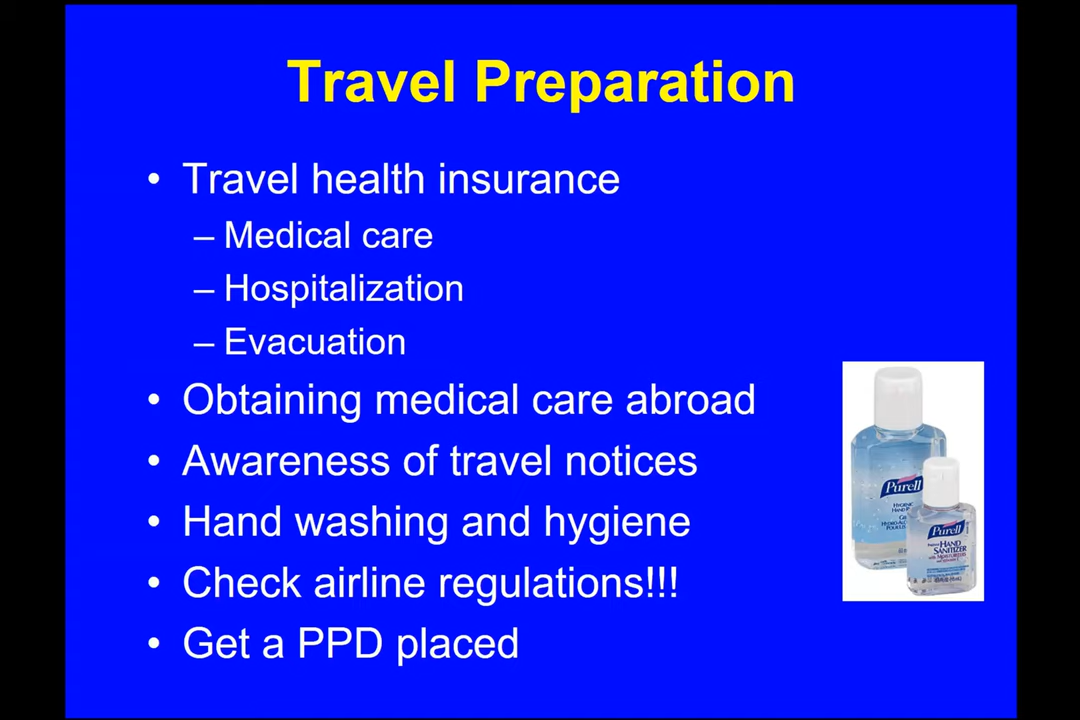 Travel Preparation
• Travel health insurance
– Medical care
– Hospitalization
– Evacuation
• Obtaining medical care abroad
• Awareness of travel notices
• Hand washing and hygiene
• Check airline regulations!!!
• Get a PPD placed
Purell
Purell
HAND
SANITIZER